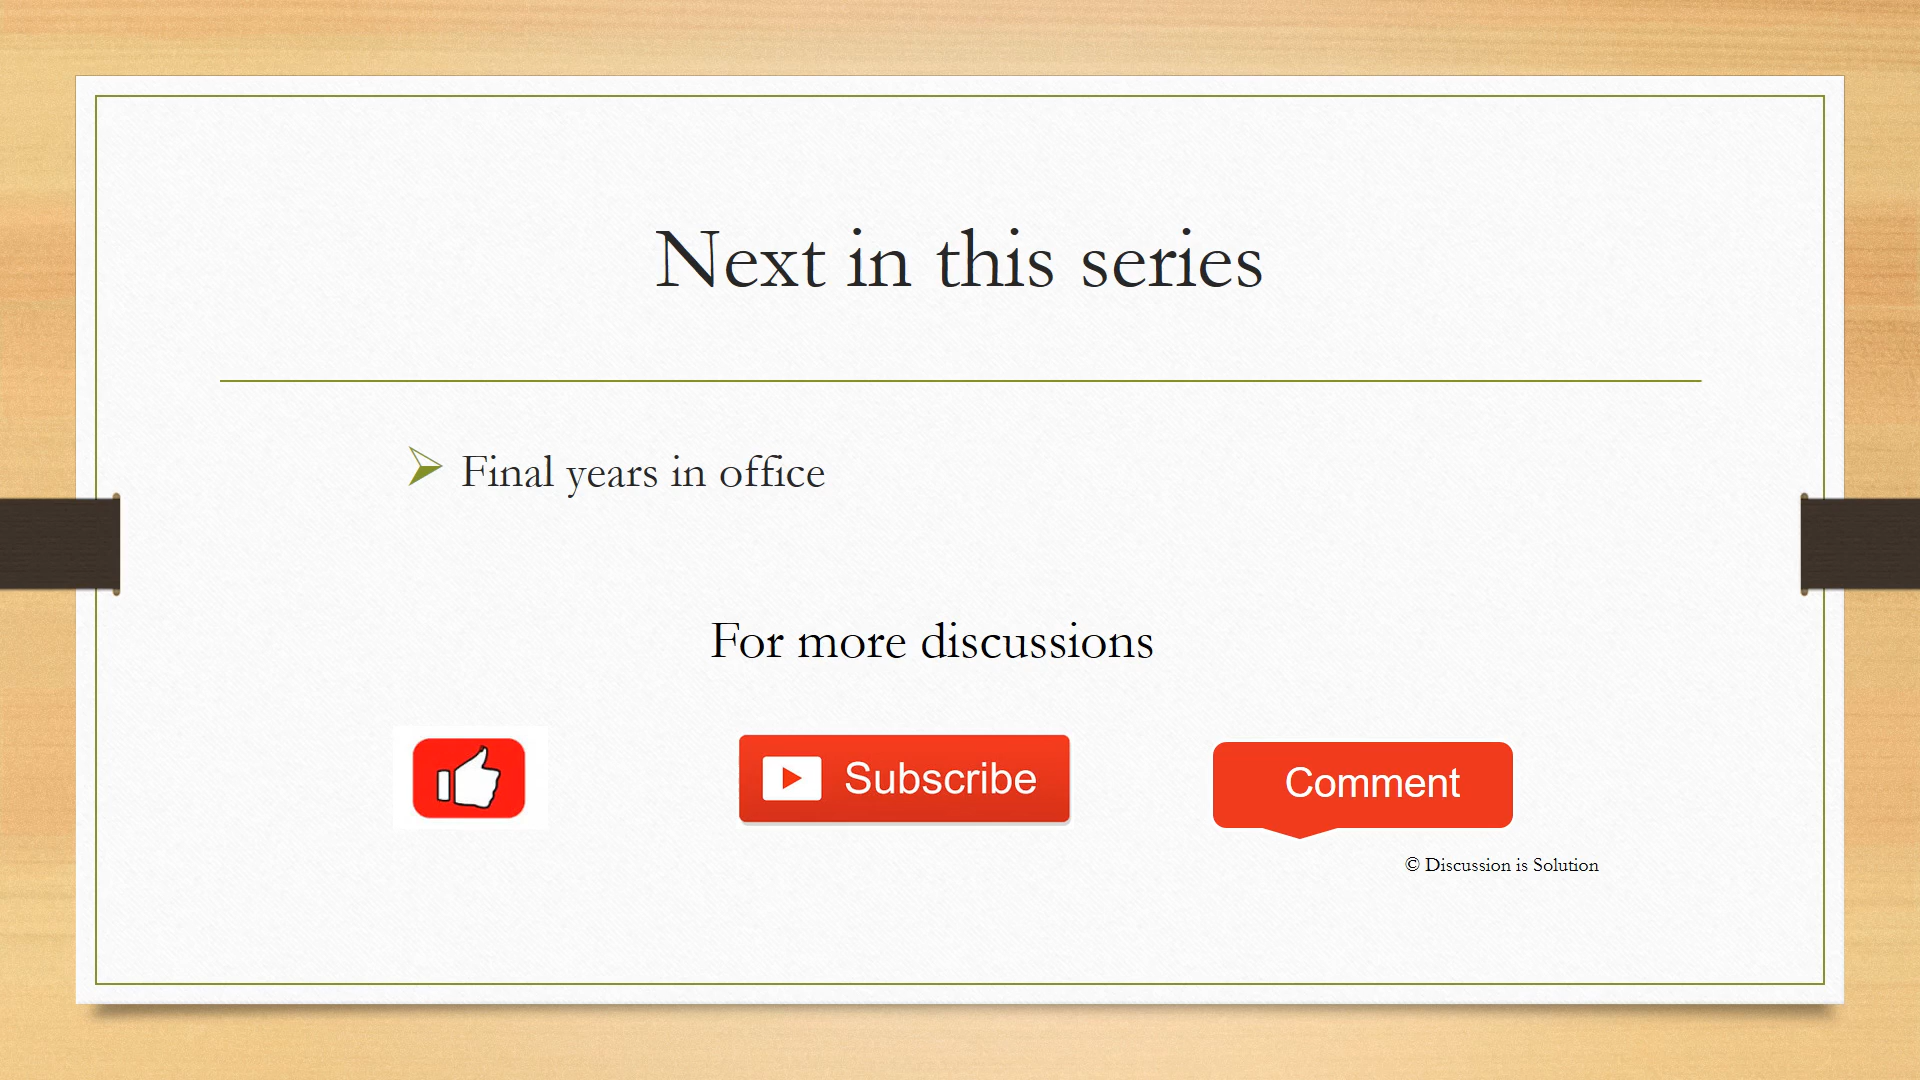 Next in this series
Final years in office
For more discussions
Subscribe
Comment
© Discussion is Solution